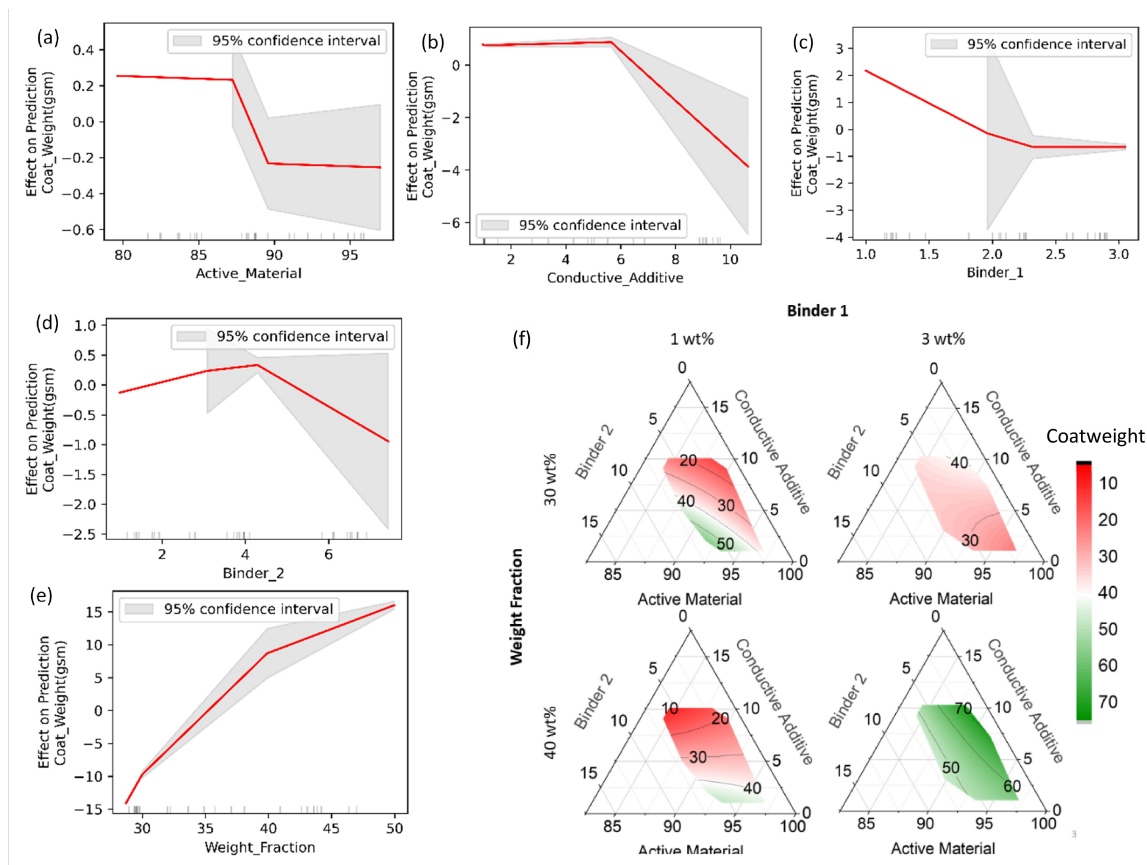 (a)
0.4
0.2
0.0
−0.2
−0.4
−0.6
Effect on Prediction
Coat_Weight(gsm)
95% confidence interval
80
85
90
95
Active_Material
(b)
0
−2
−4
−6
Effect on Prediction
Coat_Weight(gsm)
95% confidence interval
2
4
6
8
10
Conductive_Additive
(c)
3
2
1
0
−1
−2
−3
−4
Effect on Prediction
Coat_Weight(gsm)
95% confidence interval
1.0
1.5
2.0
2.5
3.0
Binder_1
(d)
1.0
0.5
0.0
−0.5
−1.0
−1.5
−2.0
−2.5
Effect on Prediction
Coat_Weight(gsm)
95% confidence interval
2
4
6
Binder_2
(e)
15
10
5
0
−5
−10
−15
Effect on Prediction
Coat_Weight(gsm)
95% confidence interval
30
35
40
45
50
Weight_Fraction
(f)
Binder 1
1 wt%
3 wt%
Weight Fraction
30 wt%
40 wt%
0
5
10
15
Binder 2
15
5
0
Conductive Additive
20
30
40
50
85
90
95
100
Active Material
0
5
10
15
Binder 2
15
5
0
Conductive Additive
40
30
85
90
95
100
Active Material
0
5
10
15
Binder 2
15
5
0
Conductive Additive
10
20
30
40
85
90
95
100
Active Material
0
5
10
15
Binder 2
15
5
0
Conductive Additive
70
50
60
85
90
95
100
Active Material
Coatweight
10
20
30
40
50
60
70
3